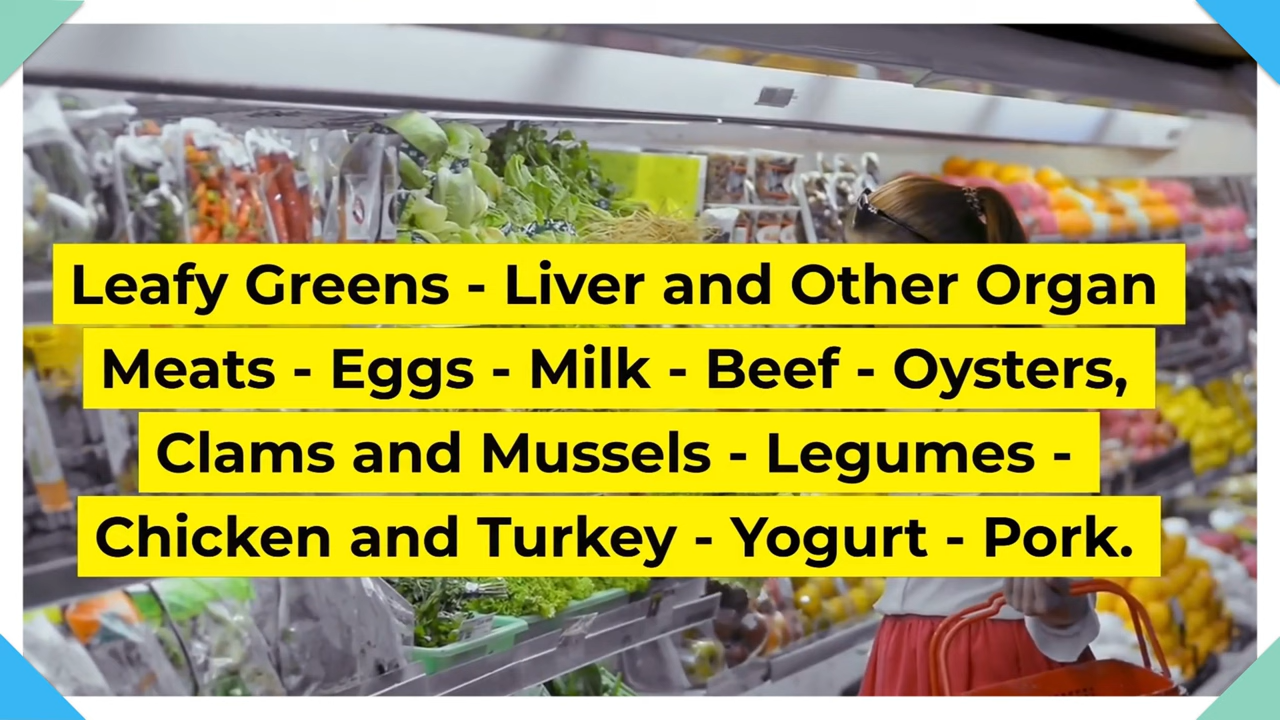 Leafy Greens - Liver and Other Organ
Meats - Eggs - Milk - Beef - Oysters,
Clams and Mussels - Legumes -
Chicken and Turkey - Yogurt - Pork.